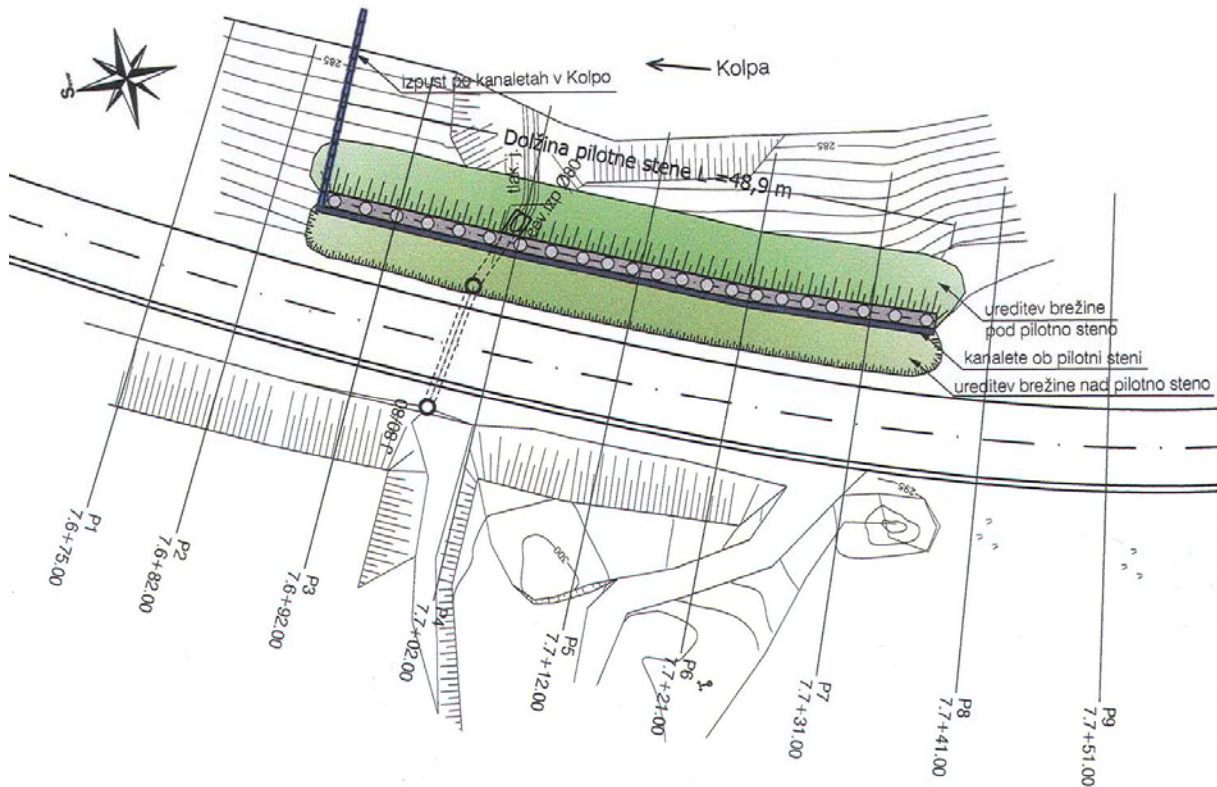 S
285
izpust po kanaletah v Kolpo
Kolpa
Dolžina pilotne stene L =48,9 m
285
tlak. j.
J 80/80
ureditev brežine
pod pilotno steno
kanalete ob pilotni steni
ureditev brežine nad pilotno steno
295
300
P1
7.6+75.00
P2
7.6+82.00
P3
7.6+92.00
P4
7.7+02.00
P5
7.7+12.00
P6
7.7+21.00
P7
7.7+31.00
P8
7.7+41.00
P9
7.7+51.00